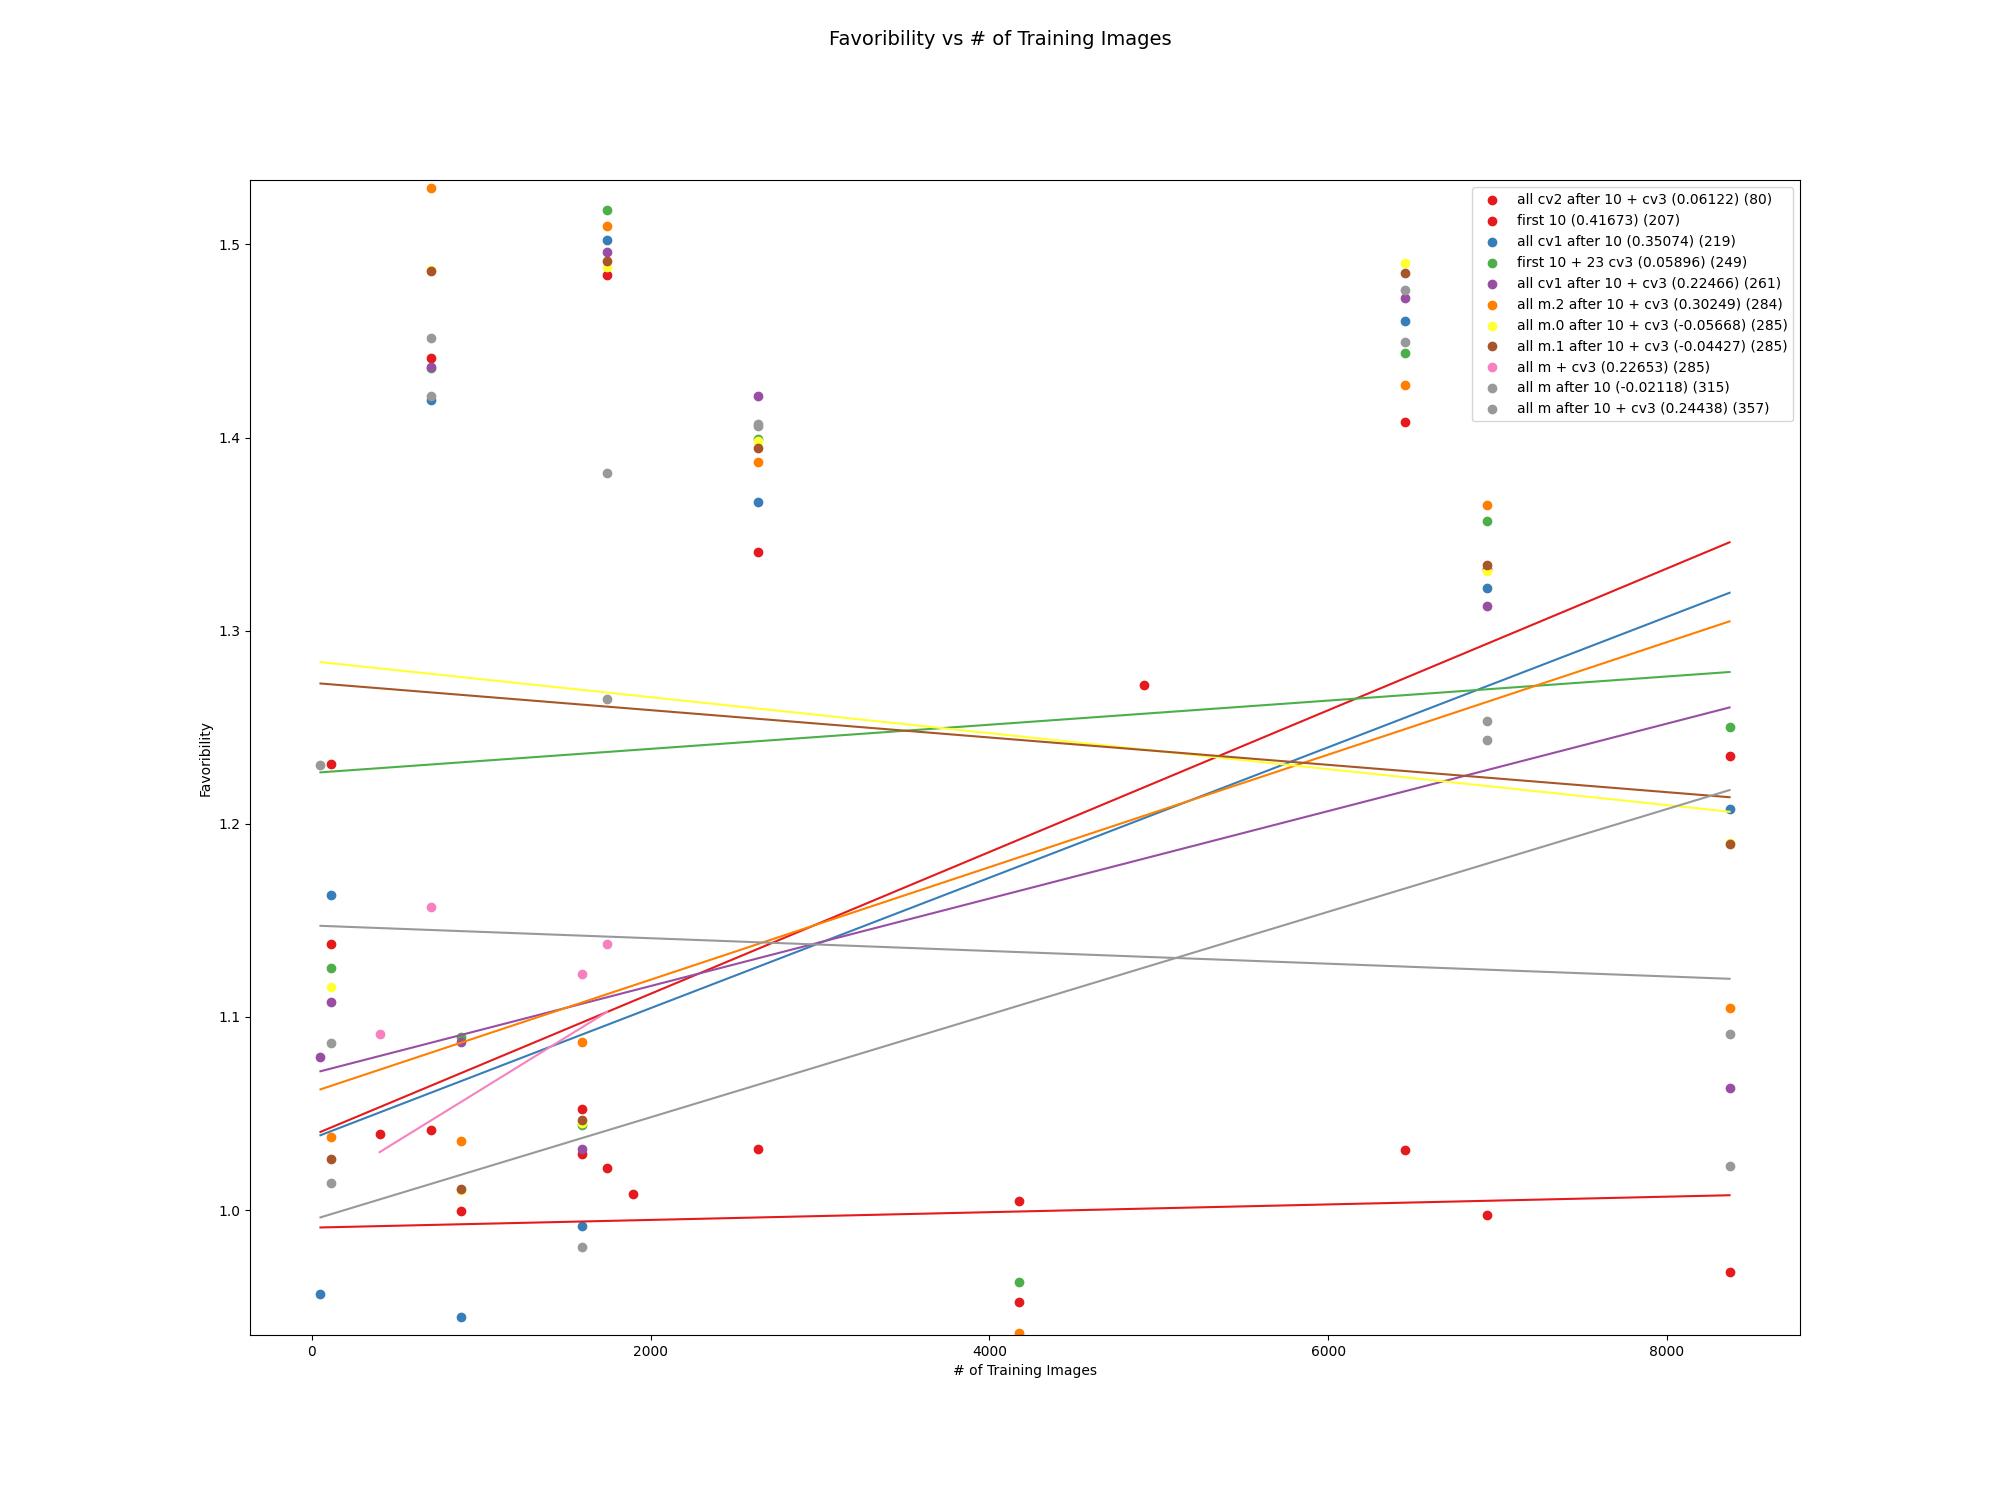 Favoribility vs # of Training Images
all cv2 after 10 + cv3 (0.06122) (80)
first 10 (0.41673) (207)
all cv1 after 10 (0.35074) (219)
first 10 + 23 cv3 (0.05896) (249)
all cv1 after 10 + cv3 (0.22466) (261)
all m.2 after 10 + cv3 (0.30249) (284)
all m.0 after 10 + cv3 (-0.05668) (285)
all m.1 after 10 + cv3 (-0.04427) (285)
all m + cv3 (0.22653) (285)
all m after 10 (-0.02118) (315)
all m after 10 + cv3 (0.24438) (357)
1.5
1.4
1.3
1.2
1.1
1.0
Favoribility
0
2000
4000
6000
8000
# of Training Images